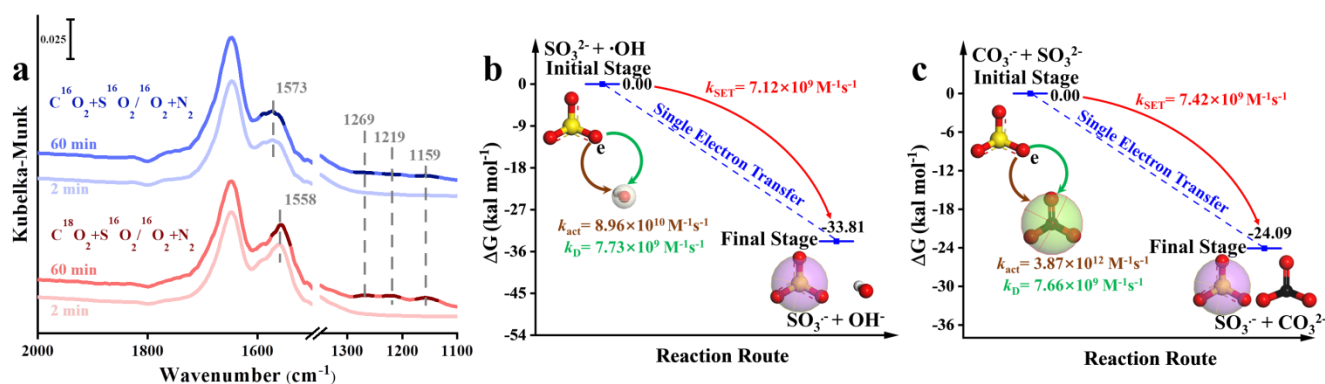 a
0.025
Kubelka-Munk
C¹⁶O₂+S¹⁶O₂/¹⁶O₂+N₂
60 min
2 min
C¹⁸O₂+S¹⁶O₂/¹⁶O₂+N₂
60 min
2 min
1573
1558
1269
1219
1159
2000
1800
1600
1300
1200
1100
Wavenumber (cm⁻¹)
b
SO₃²⁻ + ·OH
Initial Stage
0.00
k_SET= 7.12×10⁹ M⁻¹s⁻¹
Single Electron Transfer
e
k_act= 8.96×10¹⁰ M⁻¹s⁻¹
k_D= 7.73×10⁹ M⁻¹s⁻¹
-33.81
Final Stage
SO₃·⁻ + OH⁻
ΔG (kal mol⁻¹)
0
-9
-18
-27
-36
-45
-54
Reaction Route
c
CO₃·⁻ + SO₃²⁻
Initial Stage
0.00
k_SET= 7.42×10⁹ M⁻¹s⁻¹
Single Electron Transfer
e
k_act= 3.87×10¹² M⁻¹s⁻¹
k_D= 7.66×10⁹ M⁻¹s⁻¹
-24.09
Final Stage
SO₃·⁻ + CO₃²⁻
ΔG (kal mol⁻¹)
0
-6
-12
-18
-24
-30
-36
Reaction Route